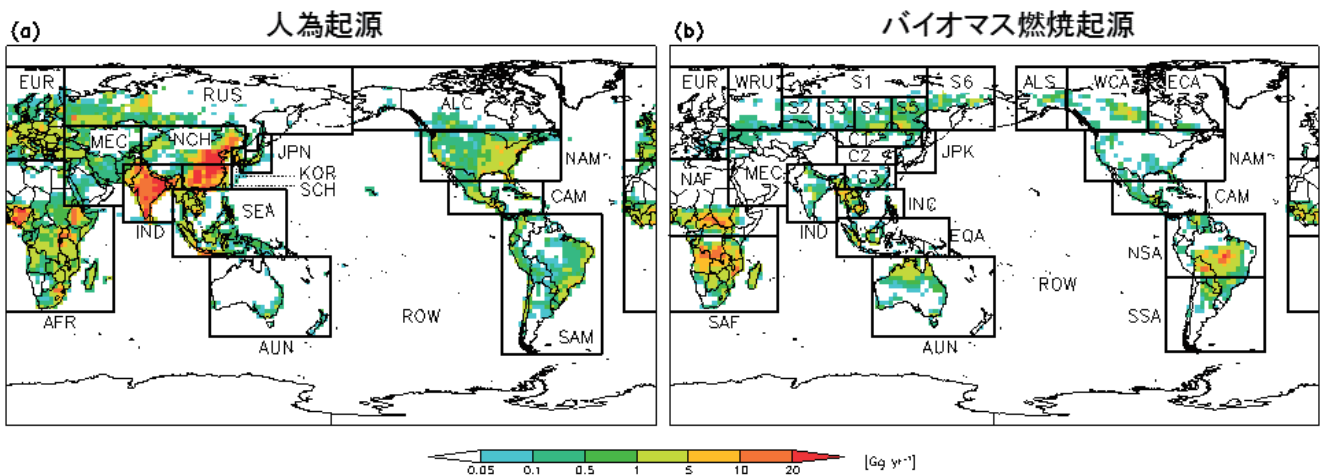 (a) 人為起源
EUR
RUS
ALC
MEC
NCH
JPN
KOR
SCH
NAM
CAM
SEA
IND
AFR
AUN
ROW
SAM
(b) バイオマス燃焼起源
EUR
WRU
S1
S6
ALS
WCA
ECA
S2
S3
S4
S5
C1
C2
C3
JPK
NAM
NAF
MEC
CAM
INC
IND
EQA
NSA
ROW
SSA
SAF
AUN
0.05 0.1 0.5 1 5 10 20 [Gg yr⁻¹]